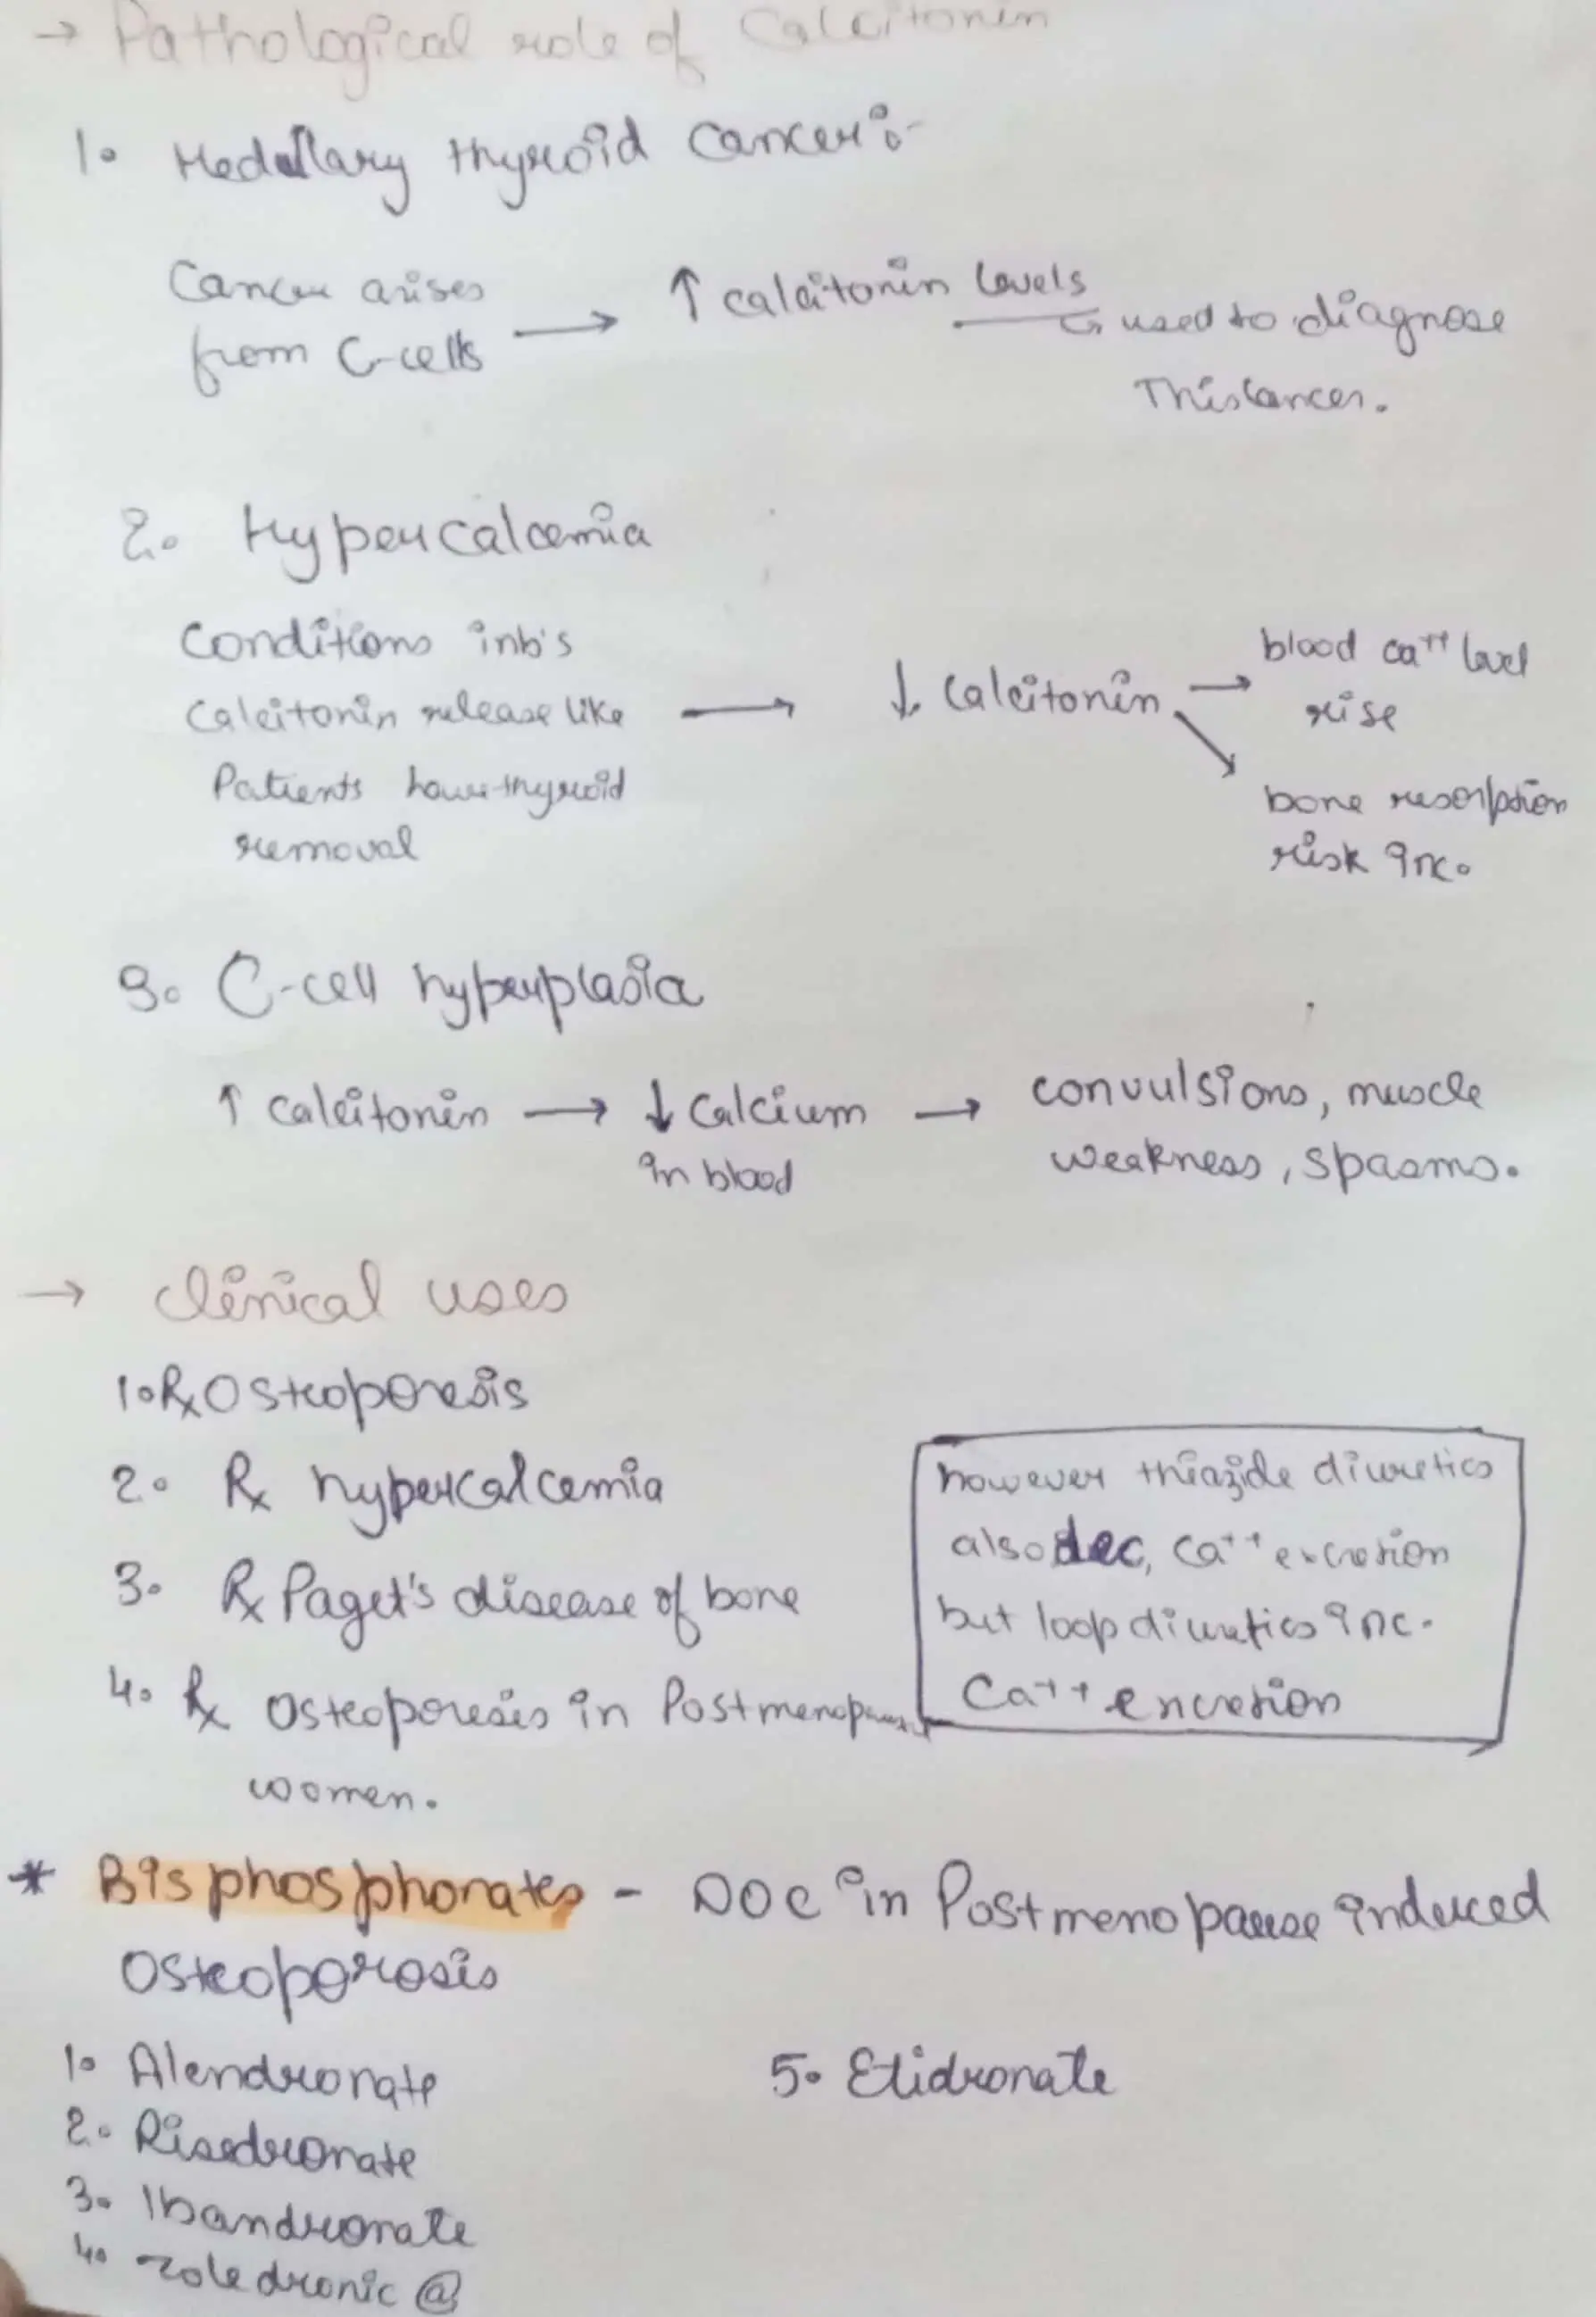 → Pathological role of Calcitonin
1. Medullary thyroid cancer :-
Cancer arises
from C-cells → ↑ calcitonin levels
↳ used to diagnose
This cancer.
2. Hypercalcemia
Conditions inb's
Calcitonin release like → ↓ Calcitonin → blood ca++ level
rise
Patients have thyroid
removal
bone resorption
risk inc.
3. C-cell hyperplasia
↑ Calcitonin → ↓ Calcium → convulsions, muscle
in blood
weakness, spasms.
→ Clinical uses
1. Rx Osteoporesis
2. Rx hypercalcemia
3. Rx Paget's disease of bone
4. Rx Osteoporesis in Postmenopausal
women.
however thiazide diuretics
also dec, Ca++ excretion
but loop diuretics inc.
Ca++ excretion
* Bisphosphonates - DOC in Postmenopause induced
Osteoporosis
1. Alendronate
2. Risedronate
3. Ibandronate
4. zoledronic @
5. Etidronate